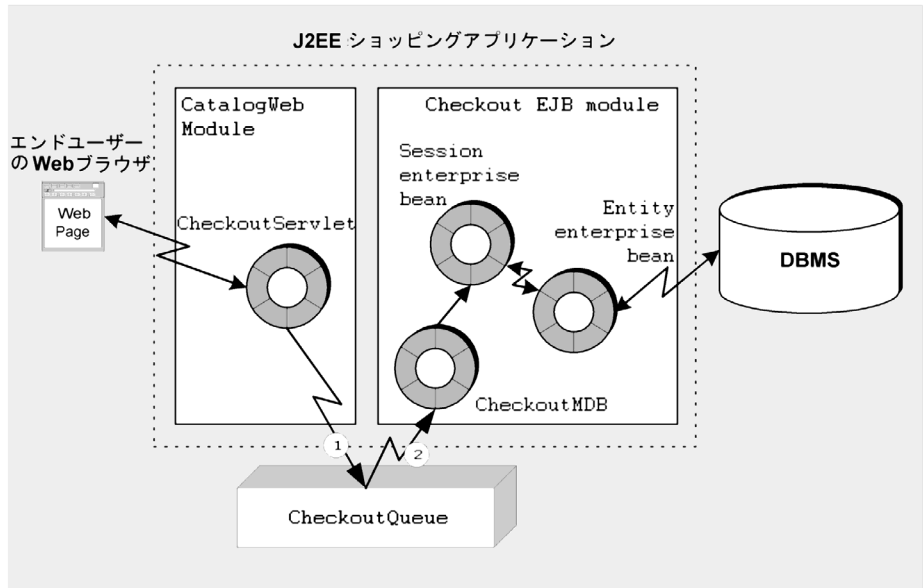 J2EE ショッピングアプリケーション
CatalogWeb
Module
Checkout EJB module
エンドユーザー
の Webブラウザ
Session
enterprise
bean
Web
Page
CheckoutServlet
Entity
enterprise
bean
DBMS
CheckoutMDB
1
2
CheckoutQueue